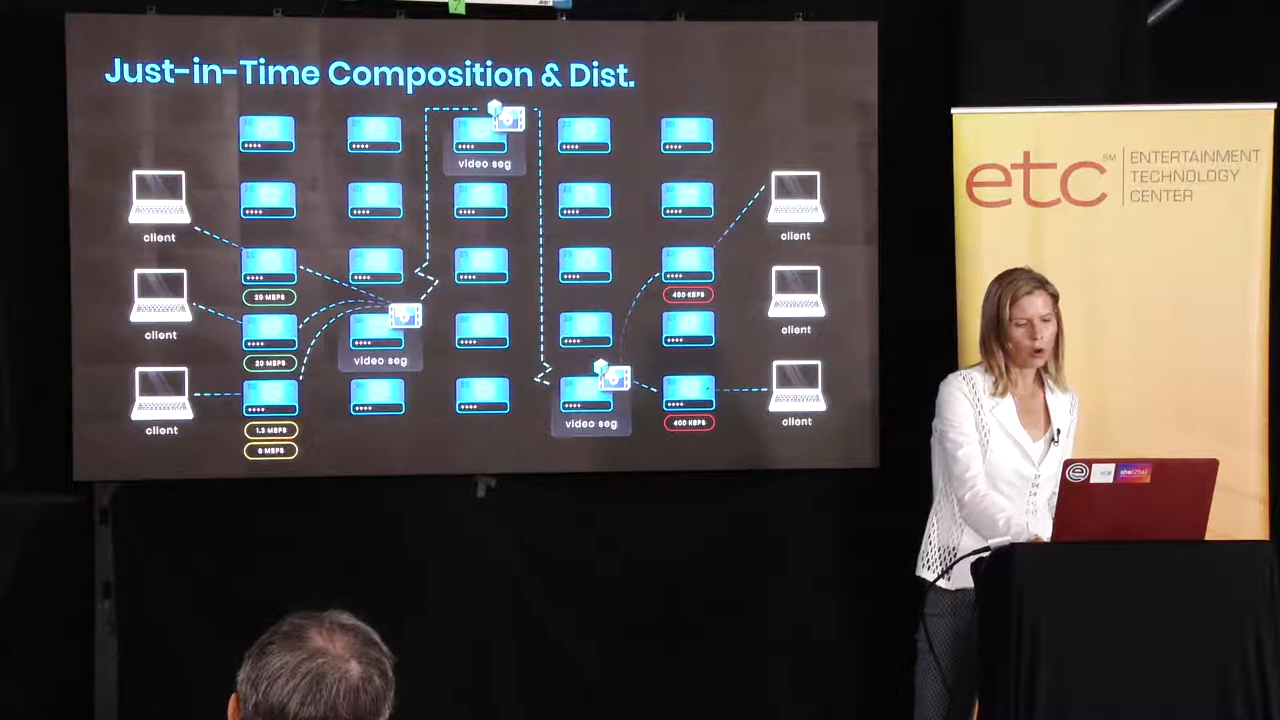 Just-in-Time Composition & Dist.
video seg
client
client
20 MBPS
400 KBPS
client
client
20 MBPS
video seg
client
client
video seg
1.3 MBPS
400 KBPS
6 MBPS
etc SM
ENTERTAINMENT
TECHNOLOGY
CENTER